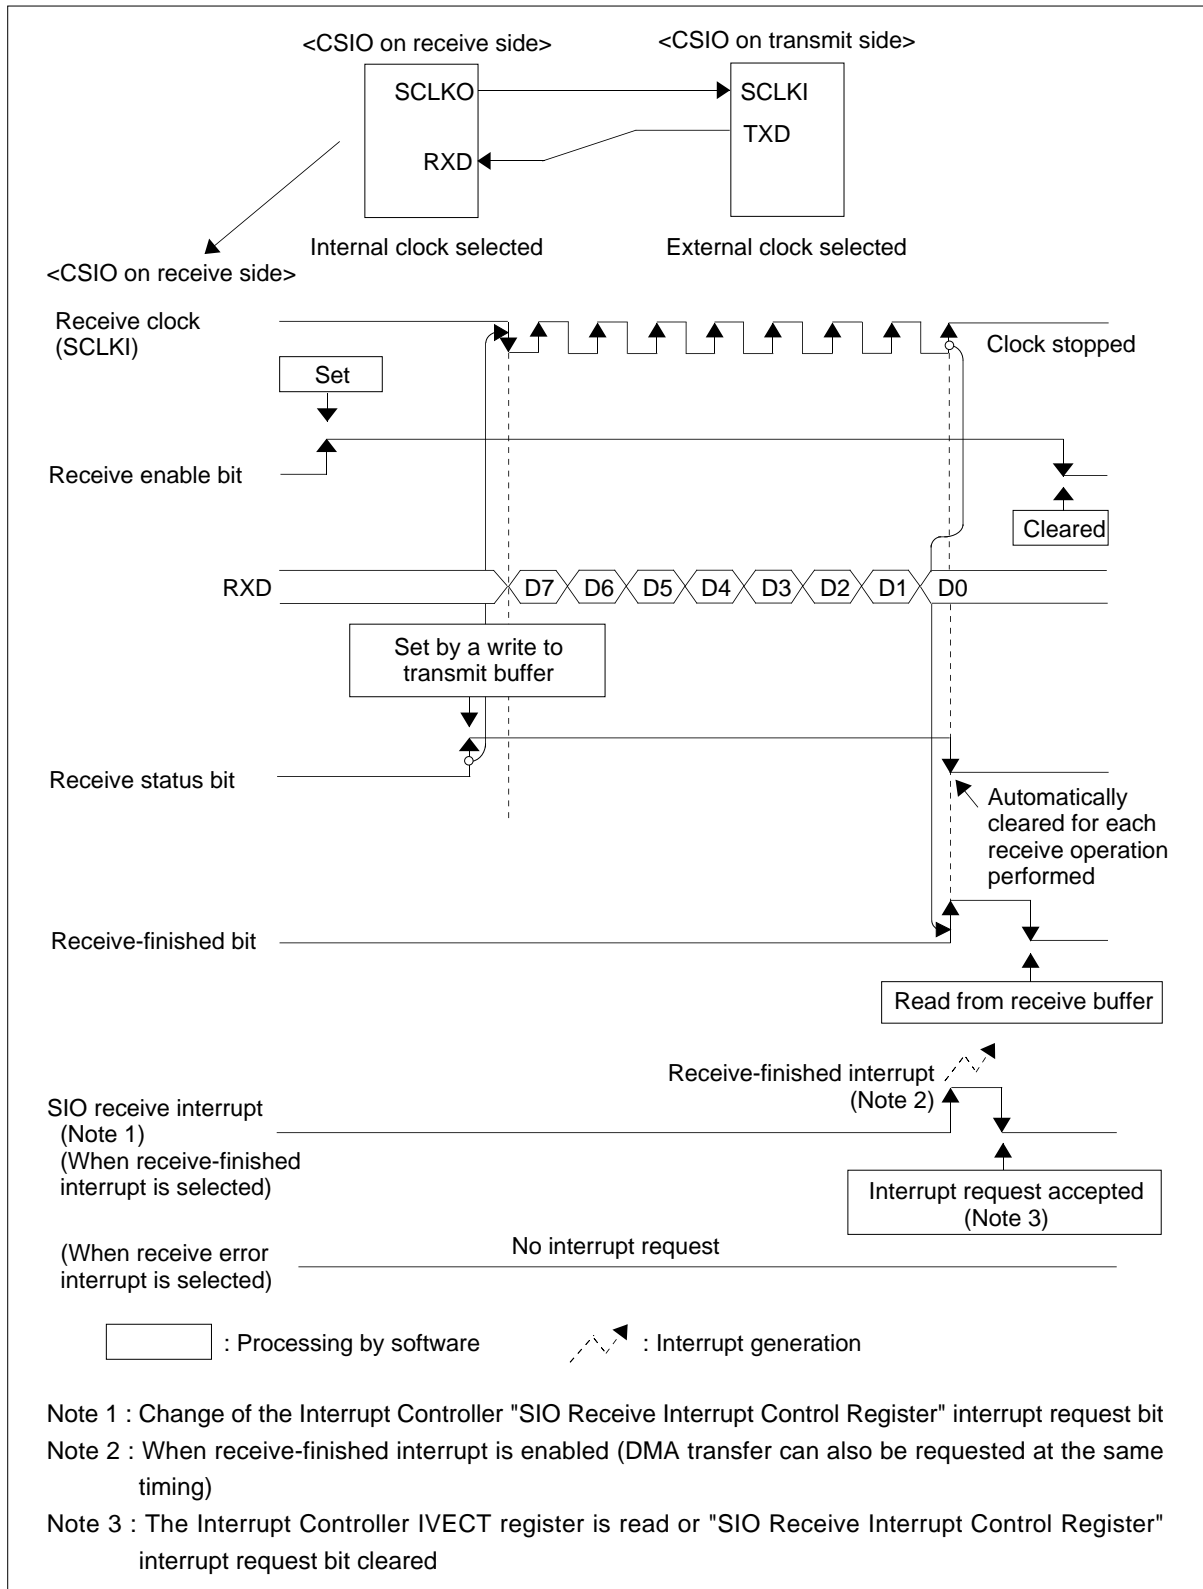 <CSIO on receive side>
<CSIO on transmit side>
SCLKO
SCLKI
TXD
RXD
Internal clock selected
External clock selected
<CSIO on receive side>
Receive clock
(SCLKI)
Clock stopped
Set
Receive enable bit
Cleared
RXD
D7
D6
D5
D4
D3
D2
D1
D0
Set by a write to
transmit buffer
Receive status bit
Automatically
cleared for each
receive operation
performed
Receive-finished bit
Read from receive buffer
Receive-finished interrupt
(Note 2)
SIO receive interrupt
(Note 1)
(When receive-finished
interrupt is selected)
Interrupt request accepted
(Note 3)
(When receive error
interrupt is selected)
No interrupt request
: Processing by software
: Interrupt generation
Note 1 : Change of the Interrupt Controller "SIO Receive Interrupt Control Register" interrupt request bit
Note 2 : When receive-finished interrupt is enabled (DMA transfer can also be requested at the same
timing)
Note 3 : The Interrupt Controller IVECT register is read or "SIO Receive Interrupt Control Register"
interrupt request bit cleared